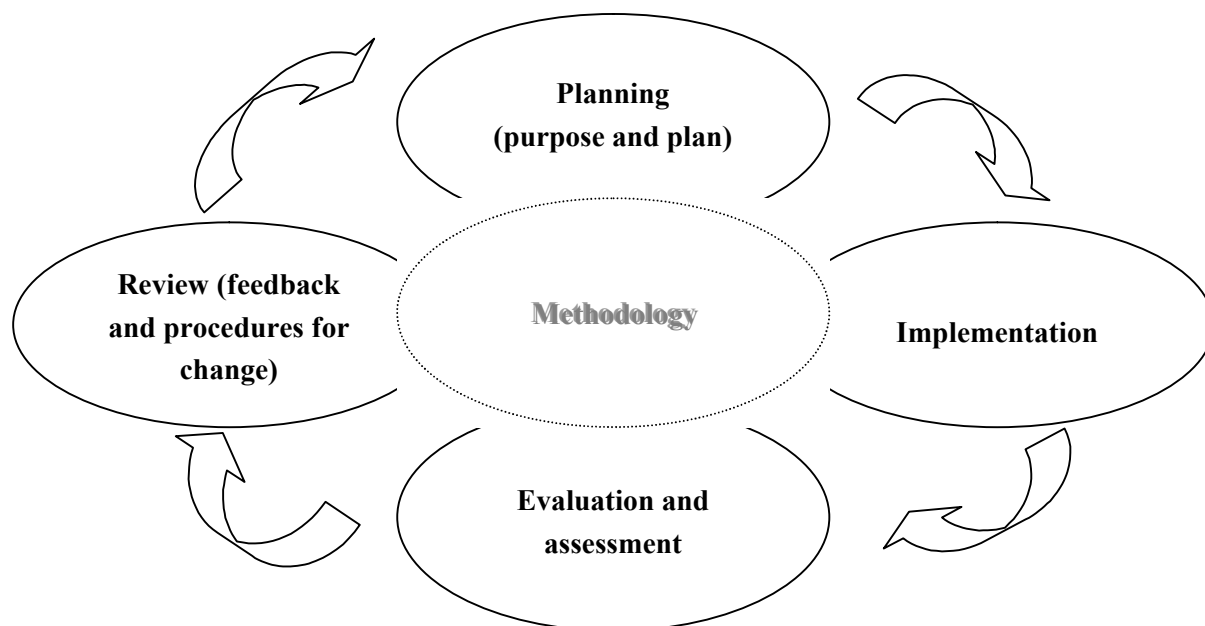 Planning
(purpose and plan)
Review (feedback
and procedures for
change)
Methodology
Implementation
Evaluation and
assessment